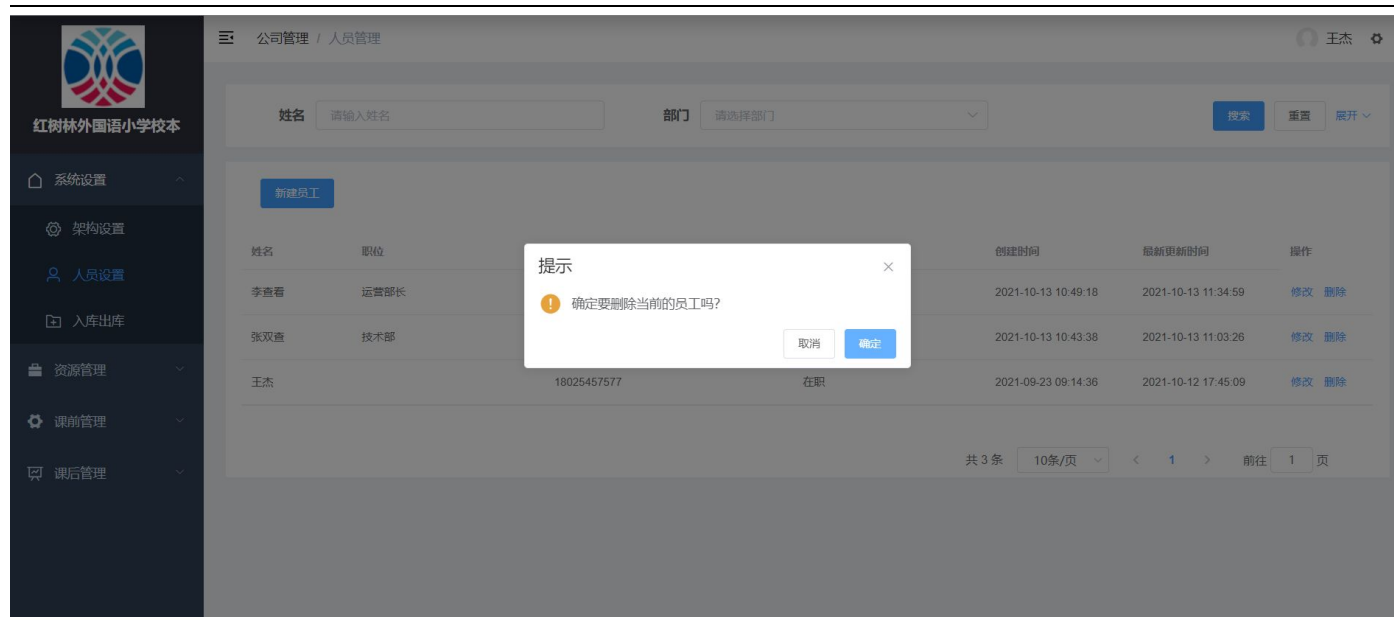 公司管理 / 人员管理
王杰
红树林外国语小学校本
姓名 请输入姓名 部门 请选择部门 搜索 重置 展开
系统设置
新建员工
架构设置
姓名 职位 创建时间 最新更新时间 操作
提示
人员设置
李查看 运营部长 2021-10-13 10:49:18 2021-10-13 11:34:59 修改 删除
确定要删除当前的员工吗?
入库出库
张双查 技术部 2021-10-13 10:43:38 2021-10-13 11:03:26 修改 删除
取消 确定
资源管理
王杰 18025457577 在职 2021-09-23 09:14:36 2021-10-12 17:45:09 修改 删除
课前管理
共 3 条 10条/页 < 1 > 前往 1 页
课后管理